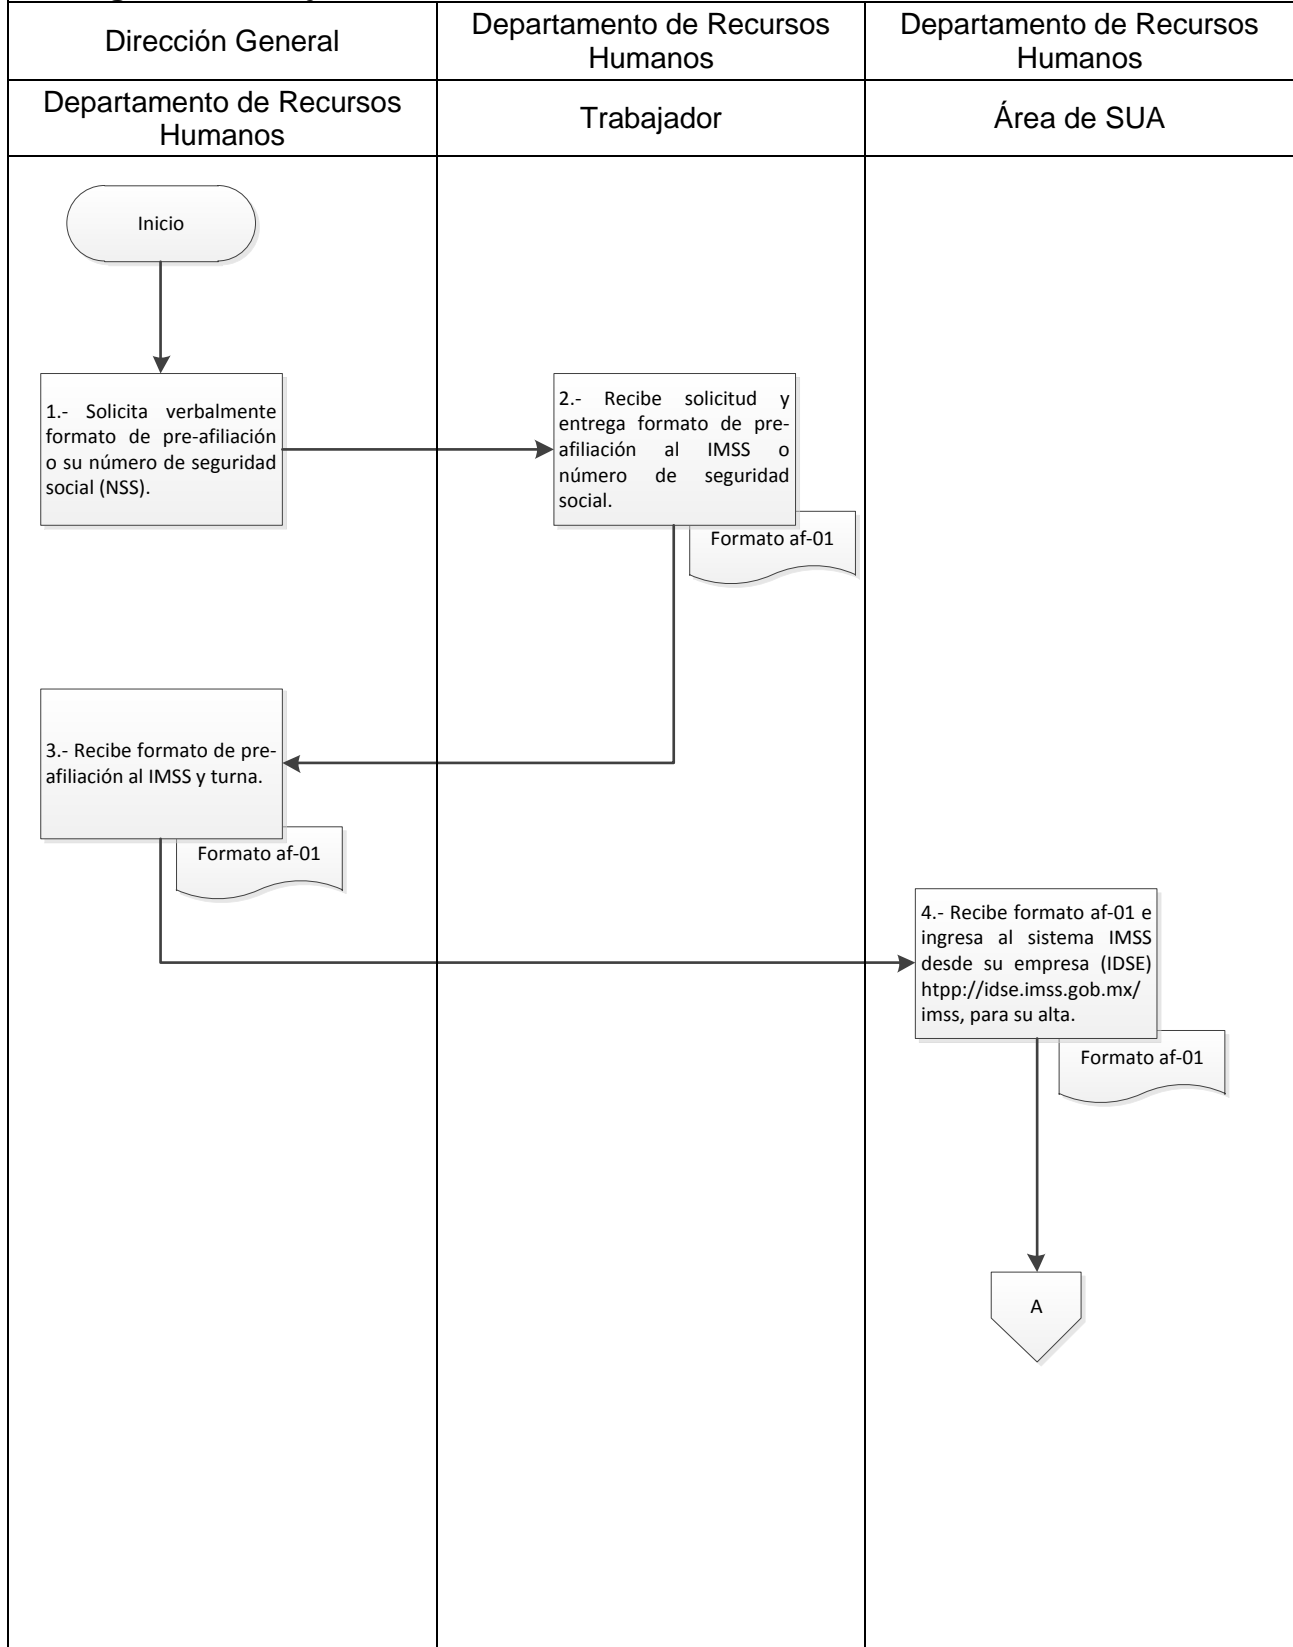 Dirección General
Departamento de Recursos
Humanos
Departamento de Recursos
Humanos
Departamento de Recursos
Humanos
Trabajador
Área de SUA
Inicio
1.- Solicita verbalmente
formato de pre-afiliación
o su número de seguridad
social (NSS).
2.- Recibe solicitud y
entrega formato de pre-
afiliación al IMSS o
número de seguridad
social.
Formato af-01
3.- Recibe formato de pre-
afiliación al IMSS y turna.
Formato af-01
4.- Recibe formato af-01 e
ingresa al sistema IMSS
desde su empresa (IDSE)
htpp://idse.imss.gob.mx/
imss, para su alta.
Formato af-01
A